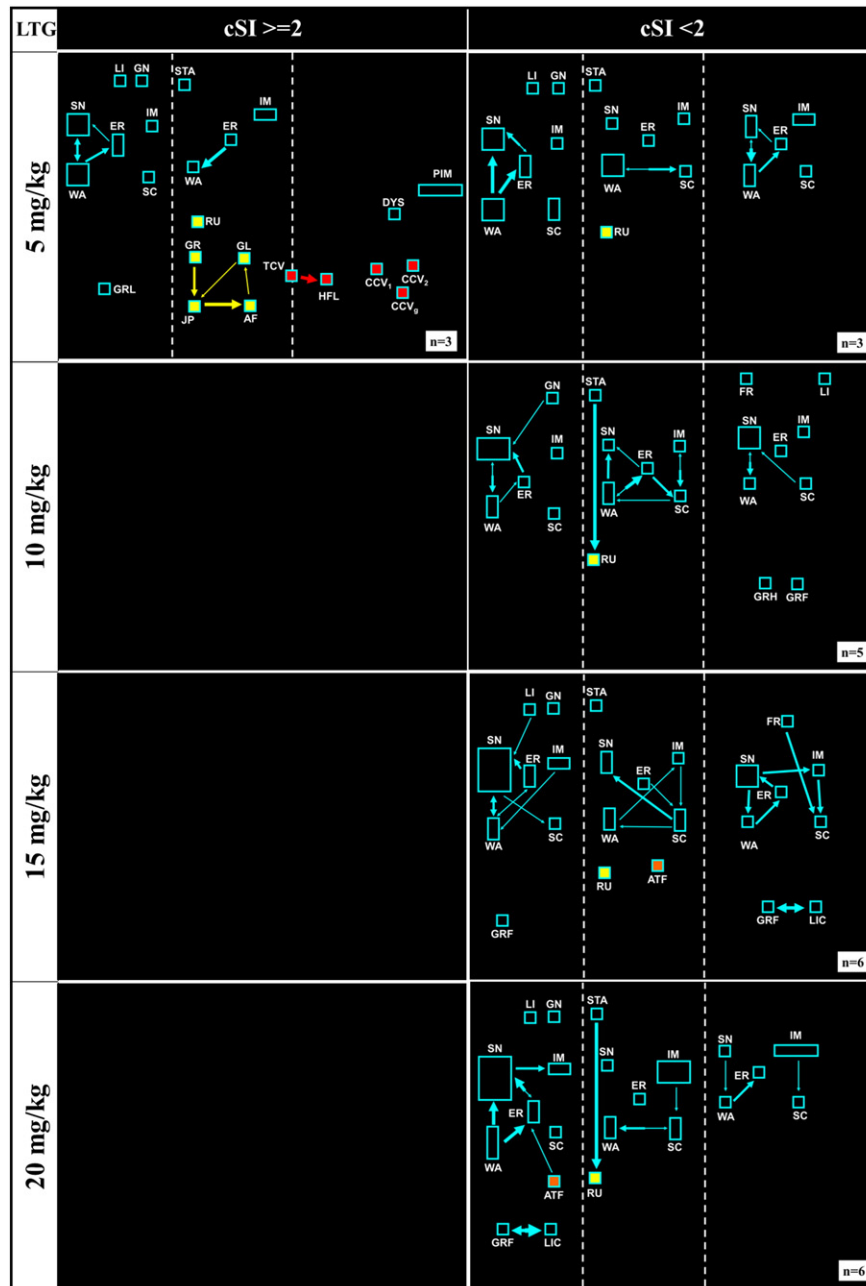 LTG cSI >=2 cSI <2
5 mg/kg
LI GN STA
SN ER IM ER IM
WA SC WA
RU DYS PIM
GR GL TCV HFL CCV1 CCV2
GRL JP AF CCVg
n=3
LI GN STA
SN IM SN IM SN IM
ER ER ER
WA SC WA SC WA SC
RU
n=3
10 mg/kg
GN STA FR LI
SN IM SN ER IM SN IM
ER ER
WA SC WA SC WA SC
RU
GRH GRF
n=5
15 mg/kg
LI GN STA FR
SN ER IM SN IM SN IM
ER ER
WA SC WA SC WA SC
RU ATF
GRF GRF LIC
n=6
20 mg/kg
LI GN STA
SN IM SN IM SN IM
ER ER ER
WA SC WA SC WA SC
ATF RU
GRF LIC
n=6